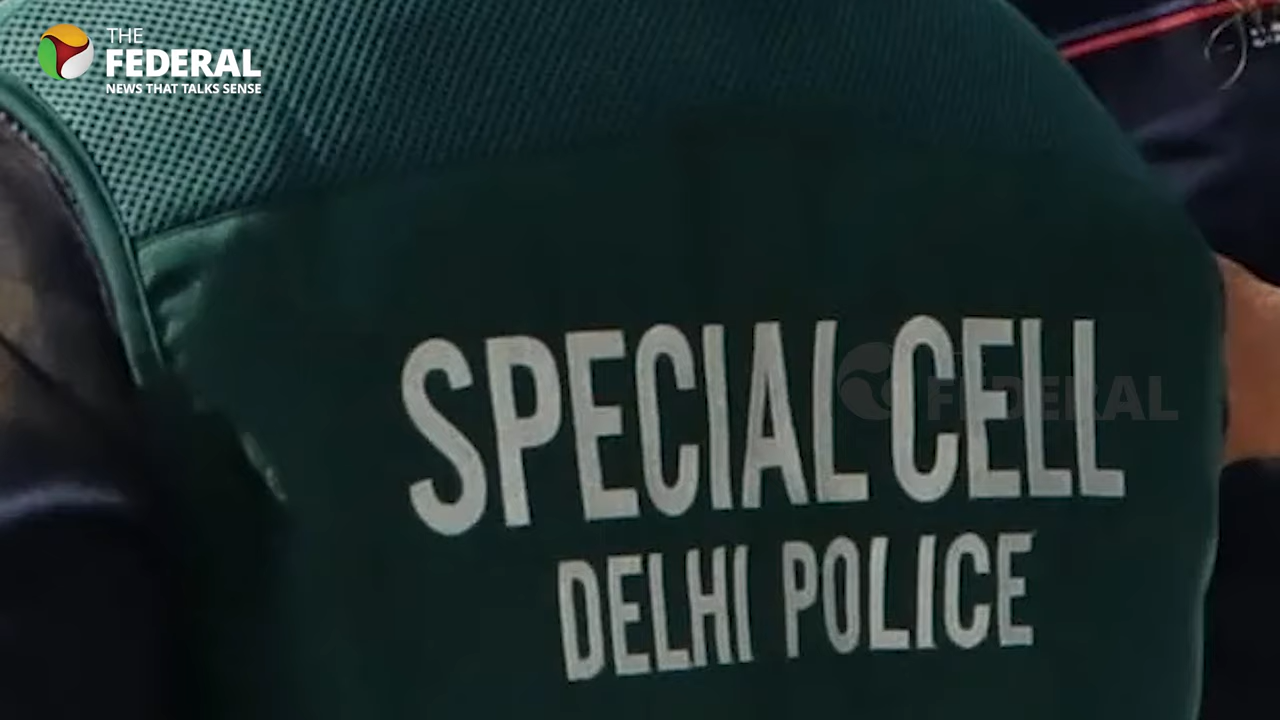 THE
FEDERAL
NEWS THAT TALKS SENSE
SPECIAL CELL
FEDERAL
DELHI POLICE